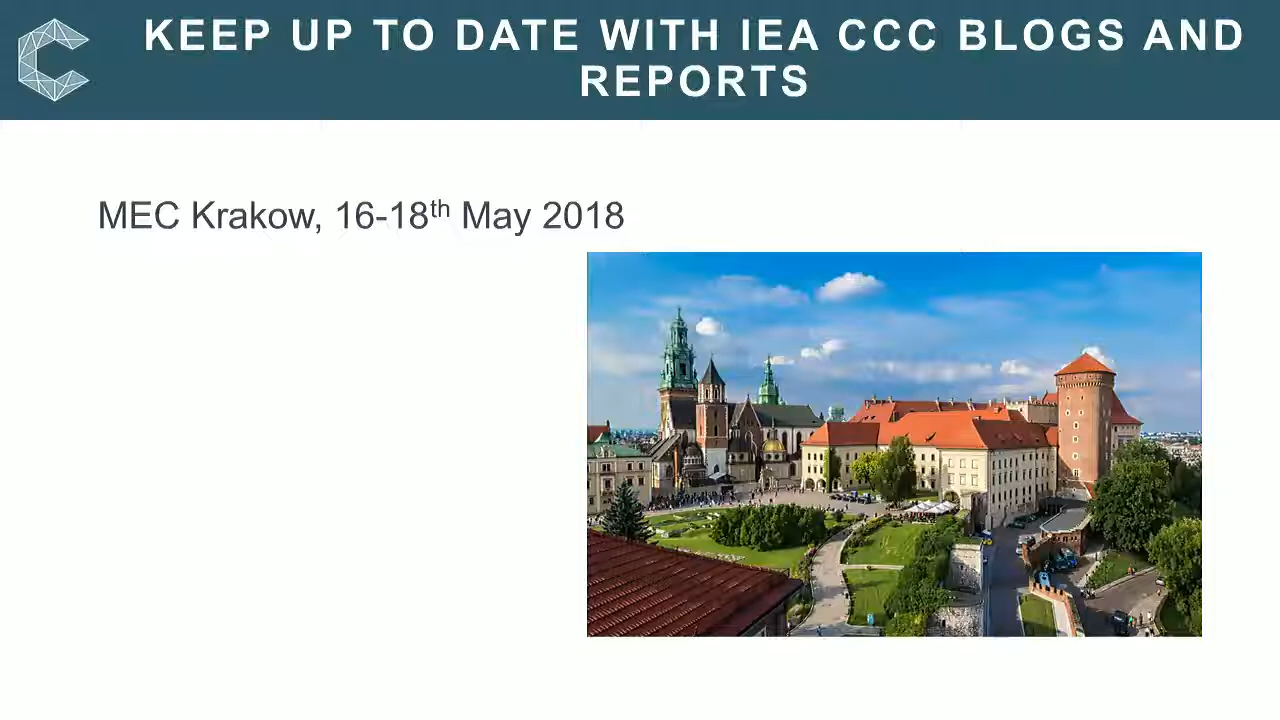 KEEP UP TO DATE WITH IEA CCC BLOGS AND
REPORTS
MEC Krakow, 16-18th May 2018